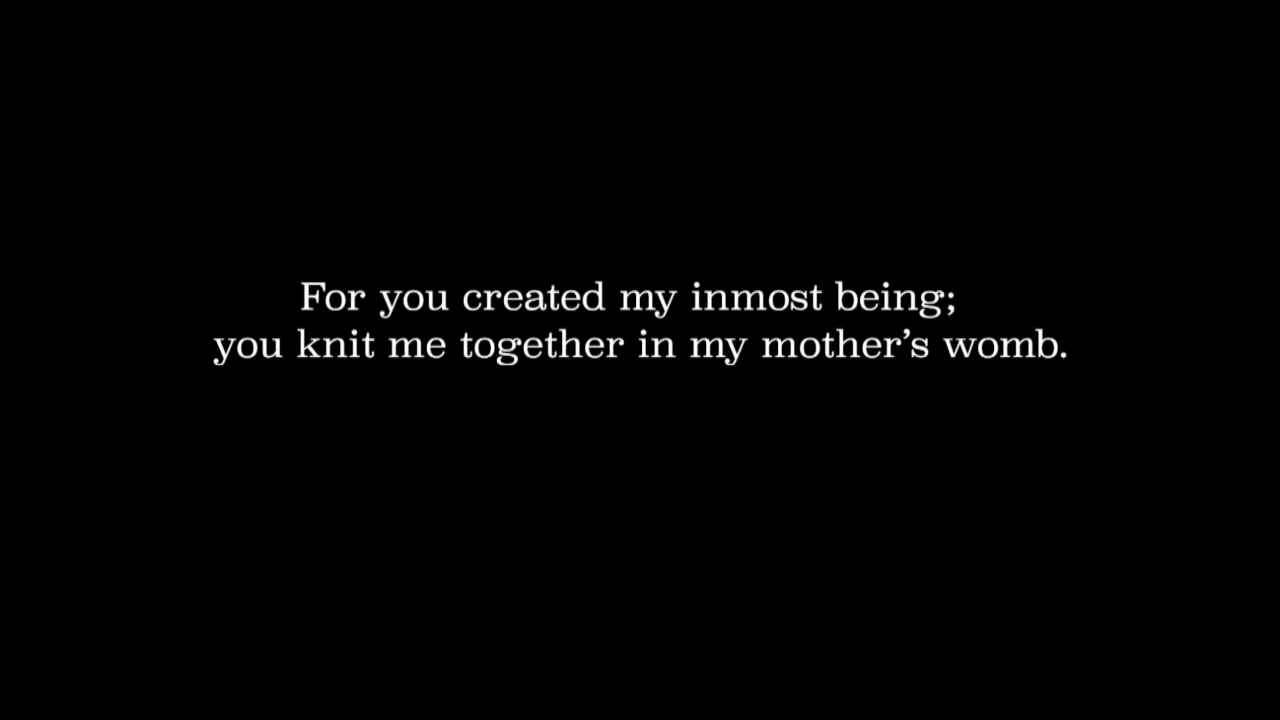 For you created my inmost being;
you knit me together in my mother’s womb.